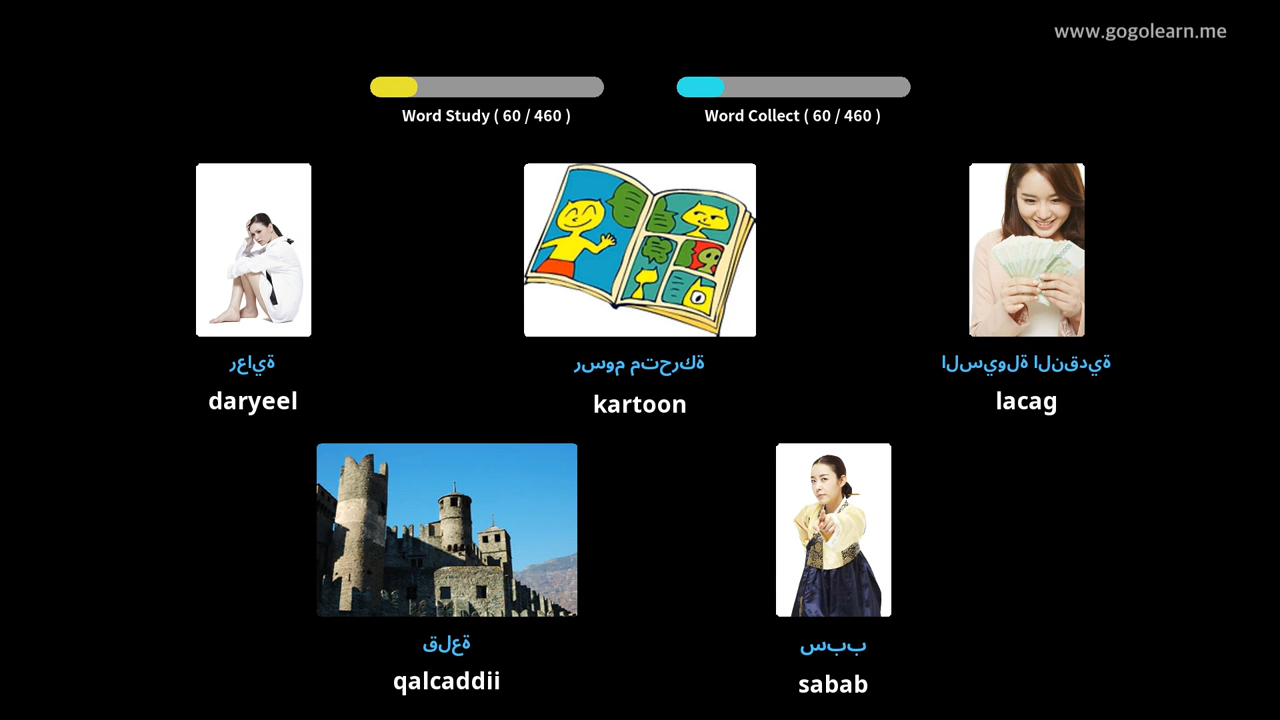 www.gogolearn.me
Word Study ( 60 / 460 )
Word Collect ( 60 / 460 )
رعاية
daryeel
رسوم متحركة
kartoon
السيولة النقدية
lacag
قلعة
qalcaddii
سبب
sabab